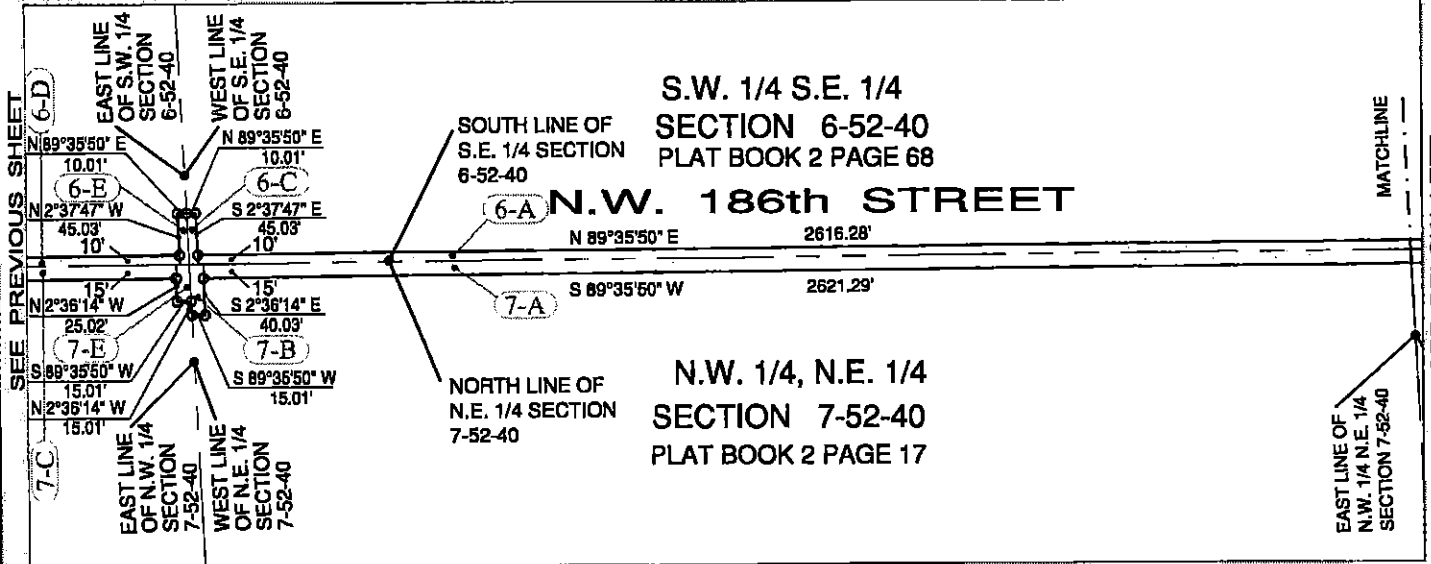 SEE PREVIOUS SHEET
6-D
EAST LINE
OF S.W. 1/4
SECTION
6-52-40
WEST LINE
OF S.E. 1/4
SECTION
6-52-40
N 89°35'50" E
10.01'
N 89°35'50" E
10.01'
6-E
6-C
N 2°37'47" W
45.03'
S 2°37'47" E
45.03'
10'
10'
15'
15'
N 2°36'14" W
25.02'
S 2°36'14" E
40.03'
7-E
7-B
S 89°35'50" W
15.01'
S 89°35'50" W
15.01'
N 2°36'14" W
15.01'
7-C
EAST LINE
OF N.W. 1/4
SECTION
7-52-40
WEST LINE
OF N.E. 1/4
SECTION
7-52-40
SOUTH LINE OF
S.E. 1/4 SECTION
6-52-40
S.W. 1/4 S.E. 1/4
SECTION 6-52-40
PLAT BOOK 2 PAGE 68
6-A
N.W. 186th STREET
N 89°35'50" E 2616.28'
S 89°35'50" W 2621.29'
7-A
NORTH LINE OF
N.E. 1/4 SECTION
7-52-40
N.W. 1/4, N.E. 1/4
SECTION 7-52-40
PLAT BOOK 2 PAGE 17
MATCHLINE
EAST LINE OF
N.W. 1/4 N.E. 1/4
SECTION 7-52-40